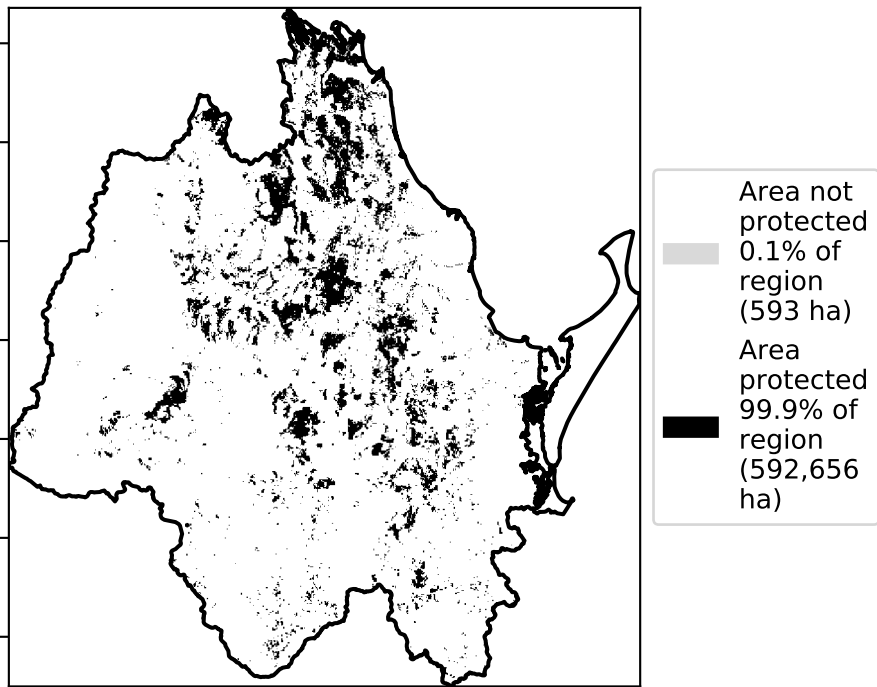 Area not
protected
0.1% of
region
(593 ha)
Area
protected
99.9% of
region
(592,656
ha)